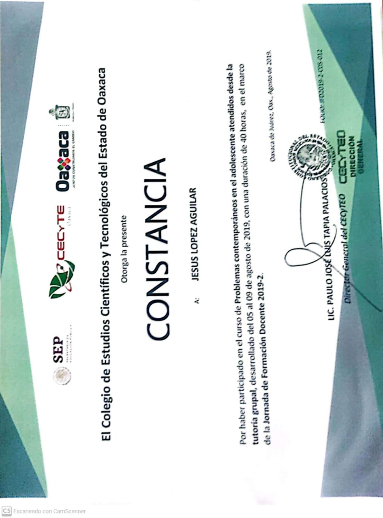 SEP
CECyTE
Oaxaca
El Colegio de Estudios Científicos y Tecnológicos del Estado de Oaxaca
Otorga la presente
CONSTANCIA
A:
JESUS LOPEZ AGUILAR
Por haber participado en el curso de Problemas contemporáneos en el adolescente atendidos desde la
tutoría grupal, desarrollado del 05 al 09 de agosto de 2019, con una duración de 40 horas, en el marco
de la Jornada de Formación Docente 2019-2.
Oaxaca de Juárez, Oax., Agosto de 2019.
LIC. PAULO JOSÉ LUIS TAPIA PALACIOS
Director General del CECyTEO
CECYTEO
DIRECCIÓN
GENERAL
CS Escaneado con CamScanner